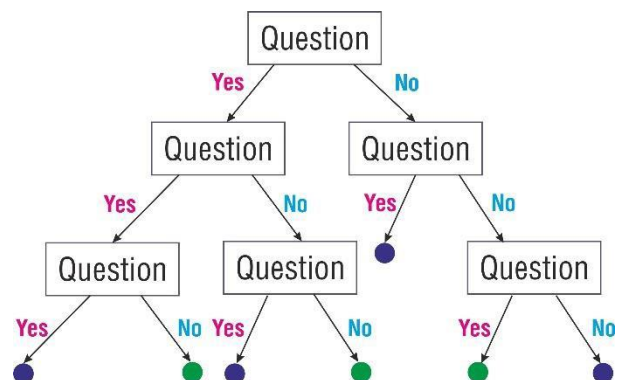 Question
Yes No
Question Question
Yes No Yes No
Question Question Question
Yes No Yes No Yes No